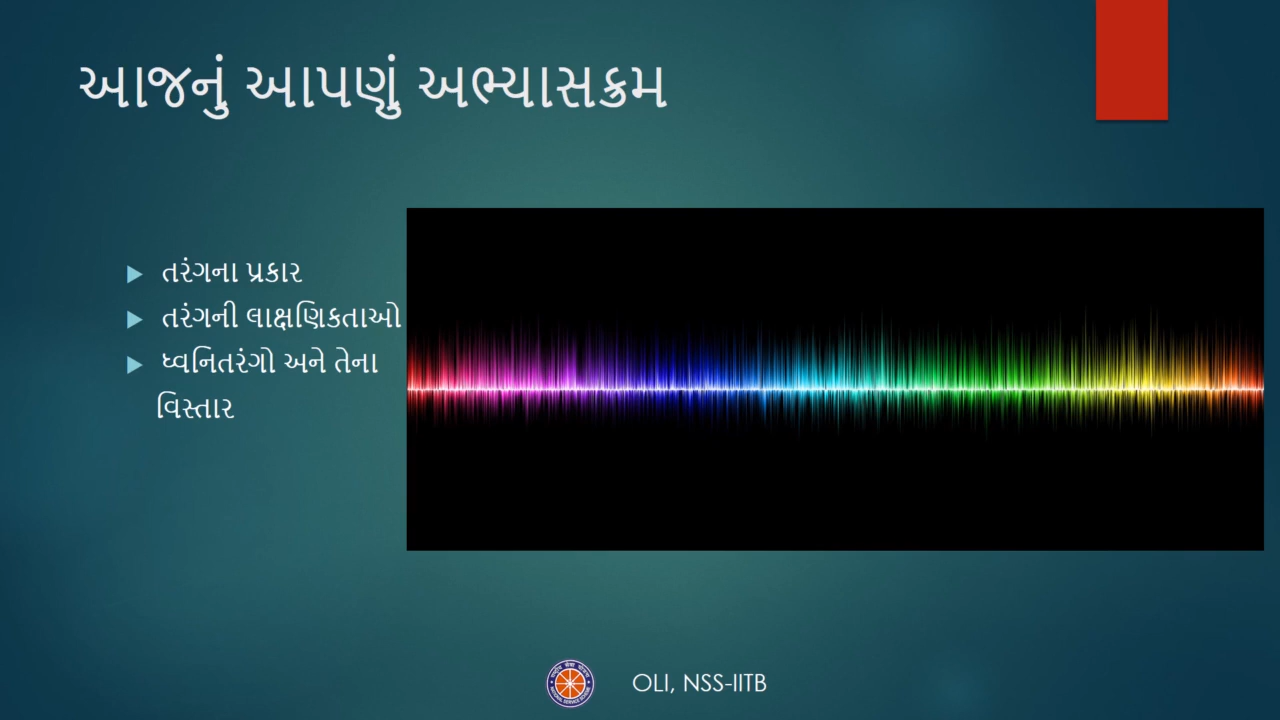 આજનું આપણું અભ્યાસક્રમ
તરંગના પ્રકાર
તરંગની લાક્ષણિકતાઓ
ધ્વનિતરંગો અને તેના
વિસ્તાર
OLI, NSS-IITB